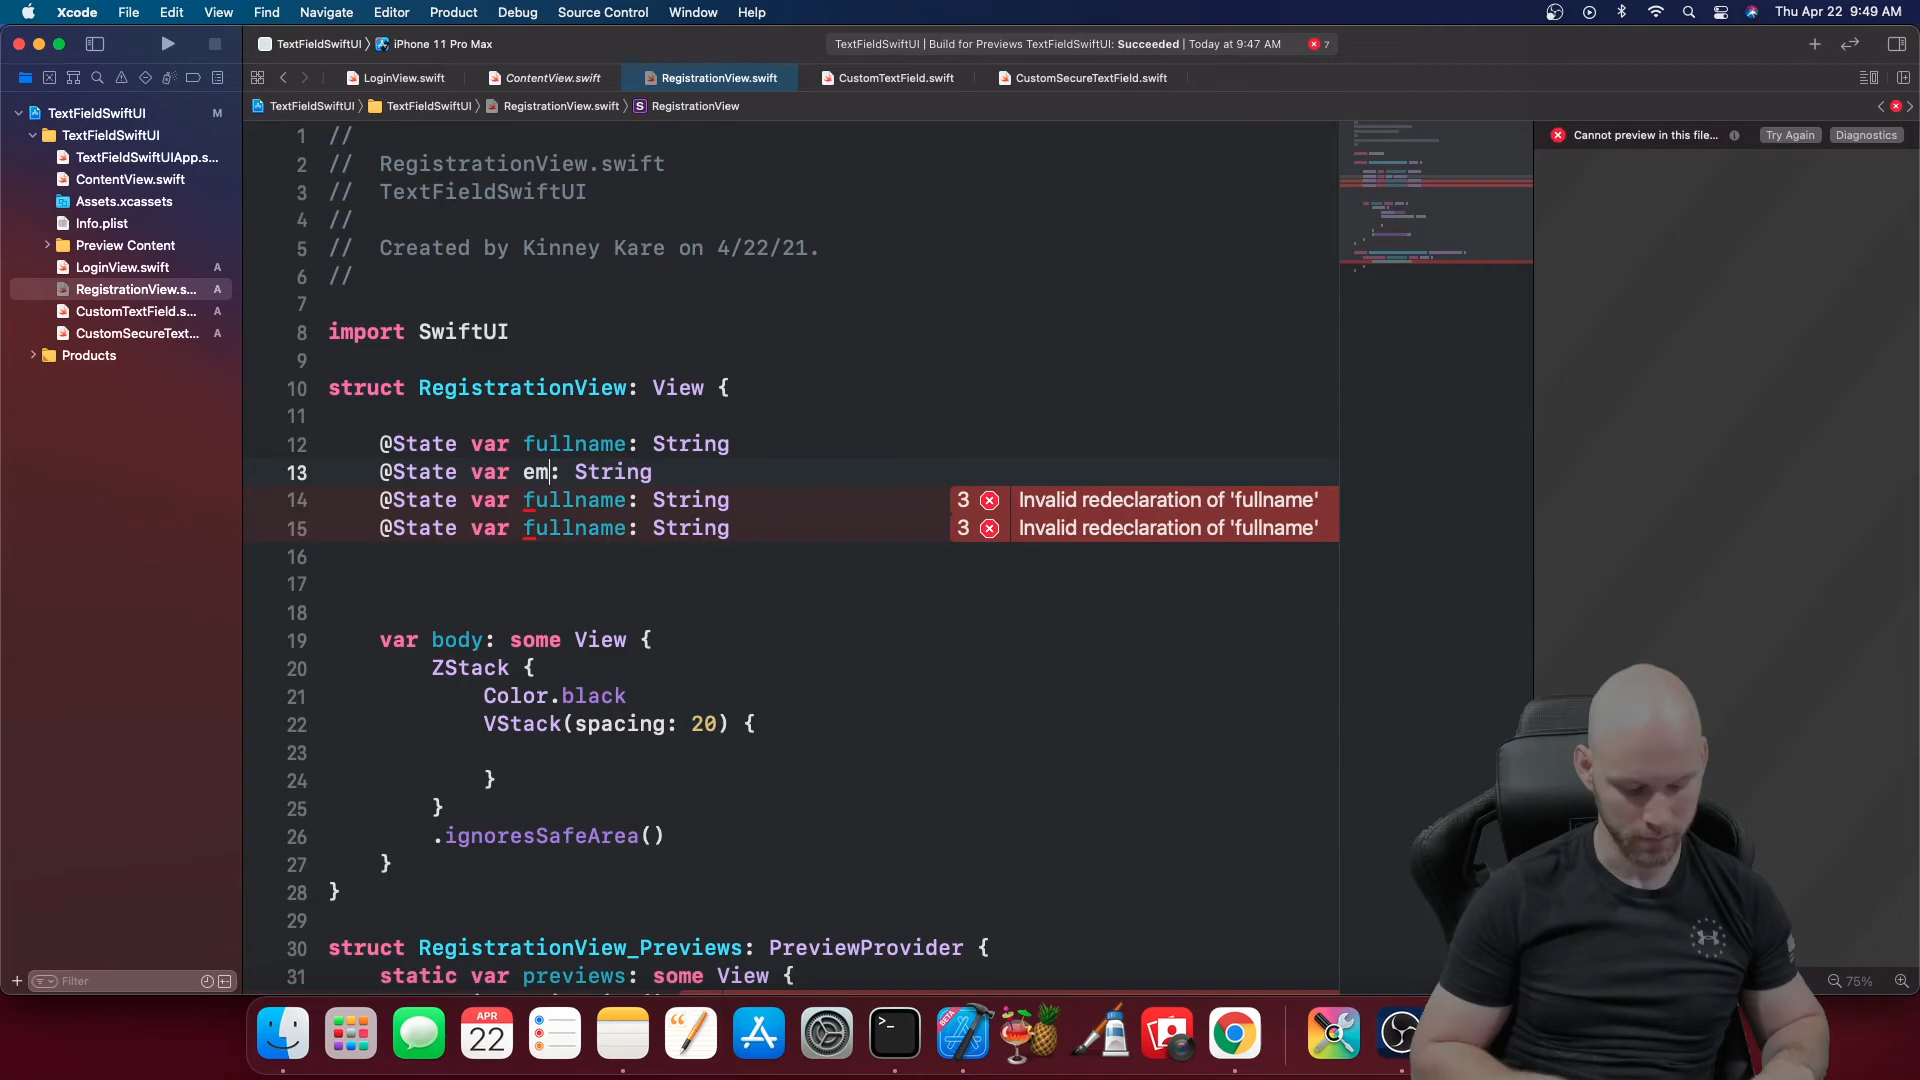 Xcode File Edit View Find Navigate Editor Product Debug Source Control Window Help Thu Apr 22 9:49 AM
TextFieldSwiftUI 〉 iPhone 11 Pro Max TextFieldSwiftUI | Build for Previews TextFieldSwiftUI: Succeeded | Today at 9:47 AM 7
LoginView.swift ContentView.swift RegistrationView.swift CustomTextField.swift CustomSecureTextField.swift
TextFieldSwiftUI 〉 TextFieldSwiftUI 〉 RegistrationView.swift 〉 S RegistrationView
TextFieldSwiftUI M
TextFieldSwiftUI
TextFieldSwiftUIApp.s...
ContentView.swift
Assets.xcassets
Info.plist
Preview Content
LoginView.swift A
RegistrationView.s... A
CustomTextField.s... A
CustomSecureText... A
Products
Filter
1 //
2 // RegistrationView.swift
3 // TextFieldSwiftUI
4 //
5 // Created by Kinney Kare on 4/22/21.
6 //
7
8 import SwiftUI
9
10 struct RegistrationView: View {
11
12 @State var fullname: String
13 @State var em: String
14 @State var fullname: String 3 Invalid redeclaration of 'fullname'
15 @State var fullname: String 3 Invalid redeclaration of 'fullname'
16
17
18
19 var body: some View {
20 ZStack {
21 Color.black
22 VStack(spacing: 20) {
23
24 }
25 }
26 .ignoresSafeArea()
27 }
28 }
29
30 struct RegistrationView_Previews: PreviewProvider {
31 static var previews: some View {
Cannot preview in this file... Try Again Diagnostics
75%
APR
22
BETA